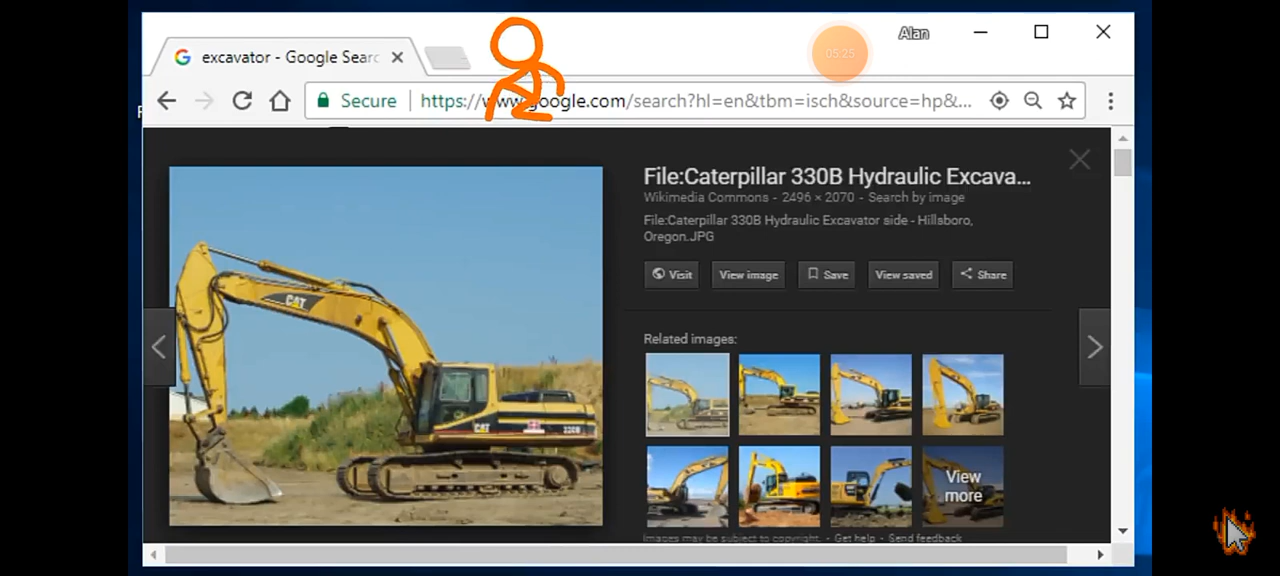 Alan
05:25
excavator - Google Searc
Secure
https://www.google.com/search?hl=en&tbm=isch&source=hp&...
File:Caterpillar 330B Hydraulic Excava...
Wikimedia Commons - 2496 × 2070 - Search by image
File:Caterpillar 330B Hydraulic Excavator side - Hillsboro,
Oregon.JPG
Visit View image Save View saved Share
CAT
CAT 330B
Related images:
View
more
Images may be subject to copyright. - Get help - Send feedback